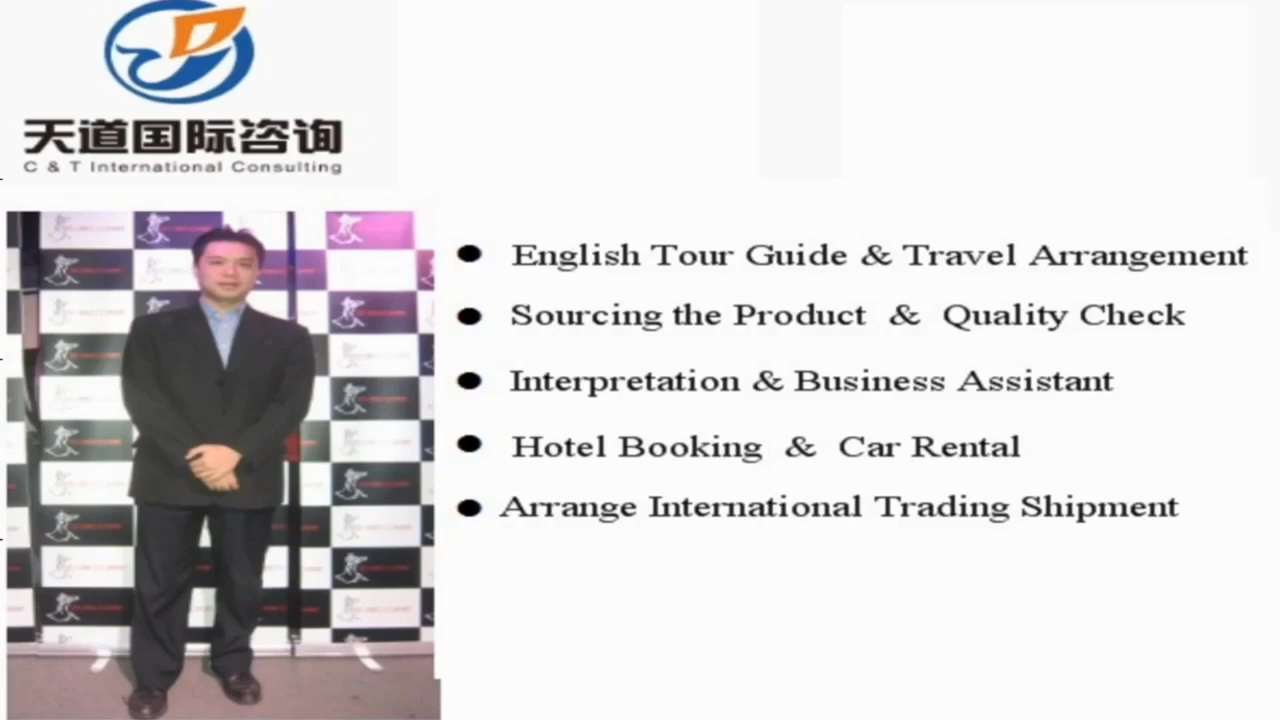 天道国际咨询
C & T International Consulting
● English Tour Guide & Travel Arrangement
● Sourcing the Product & Quality Check
● Interpretation & Business Assistant
● Hotel Booking & Car Rental
● Arrange International Trading Shipment